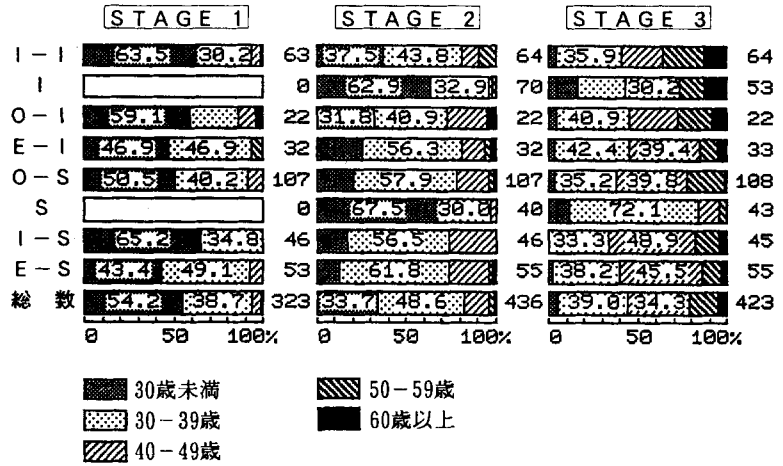 STAGE 1 STAGE 2 STAGE 3
I－I 63.5 30.2 63 37.5 43.8 64 35.9 64
I 0 62.9 32.9 70 30.2 53
O－I 59.1 22 31.8 40.9 22 40.9 22
E－I 46.9 46.9 32 56.3 32 42.4 39.4 33
O－S 50.5 40.2 107 57.9 107 35.2 39.8 108
S 0 67.5 30.0 40 72.1 43
I－S 65.2 34.8 46 56.5 46 33.3 48.9 45
E－S 43.4 49.1 53 61.8 55 38.2 45.5 55
総 数 54.2 38.7 323 33.7 48.6 436 39.0 34.3 423
0 50 100% 0 50 100% 0 50 100%
30歳未満 50－59歳
30－39歳 60歳以上
40－49歳